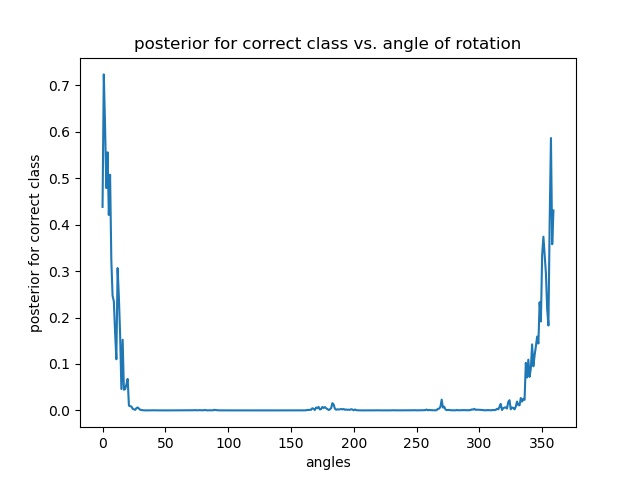 posterior for correct class vs. angle of rotation
posterior for correct class
0.7
0.6
0.5
0.4
0.3
0.2
0.1
0.0
0 50 100 150 200 250 300 350
angles